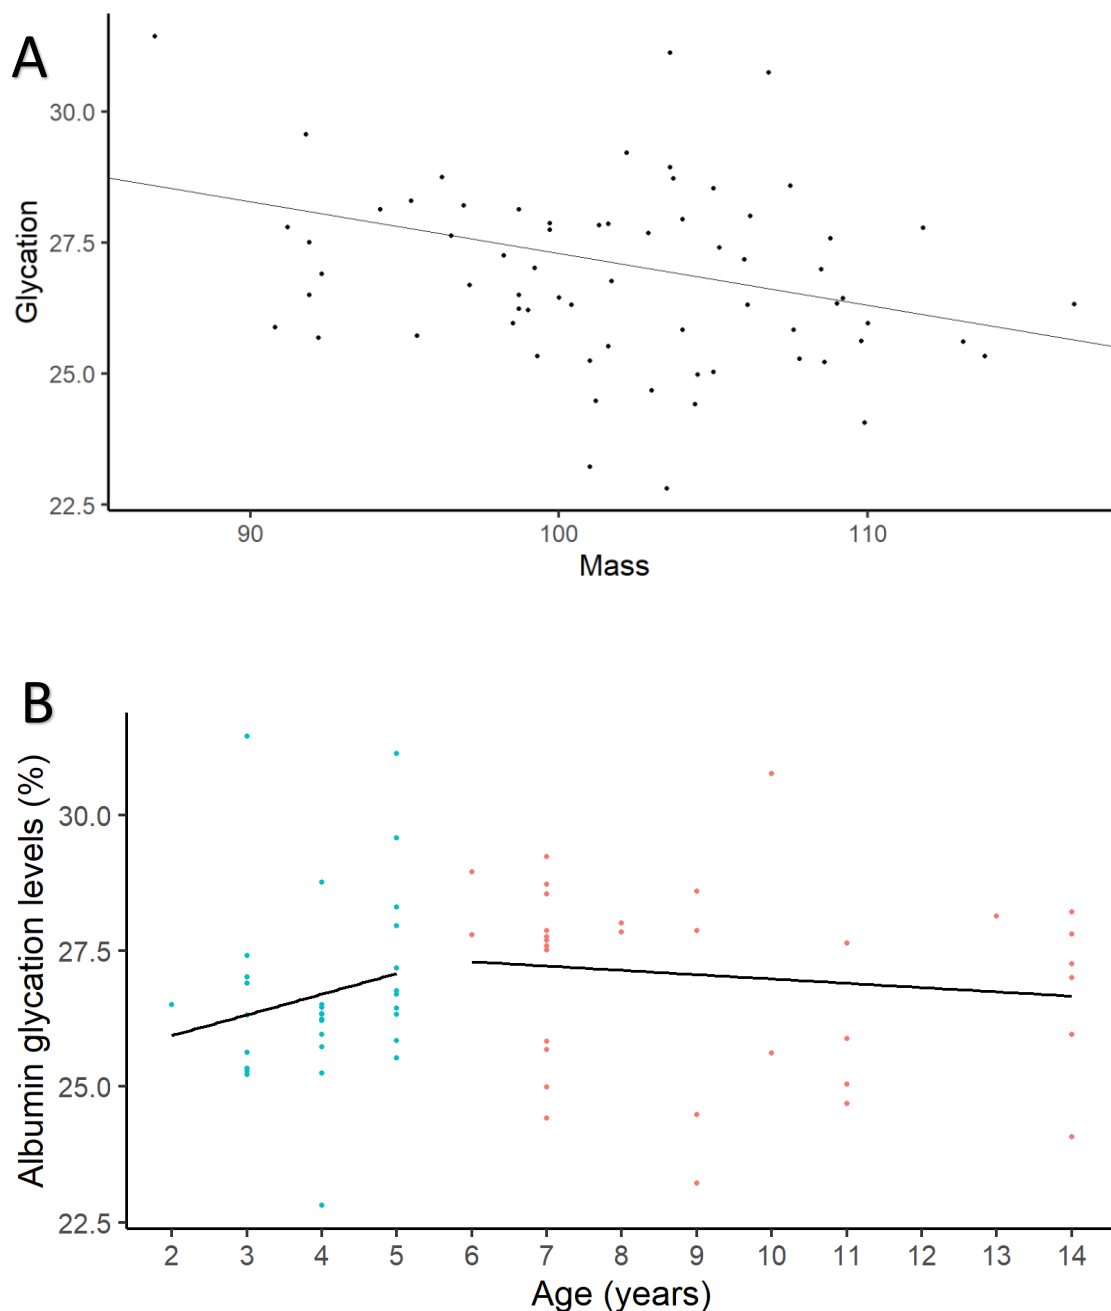 A
30.0
27.5
25.0
22.5
Glycation
90 100 110
Mass
B
30.0
27.5
25.0
22.5
Albumin glycation levels (%)
2 3 4 5 6 7 8 9 10 11 12 13 14
Age (years)